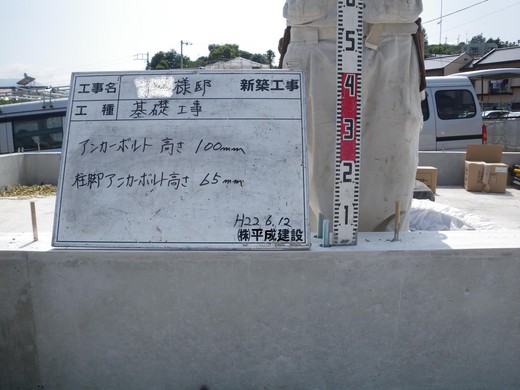 工事名 様邸 新築工事
工種 基礎工事
アンカーボルト 高さ 100mm
柱脚アンカーボルト高さ 65mm
H22.6.12
㈱平成建設
5
4
3
2
1